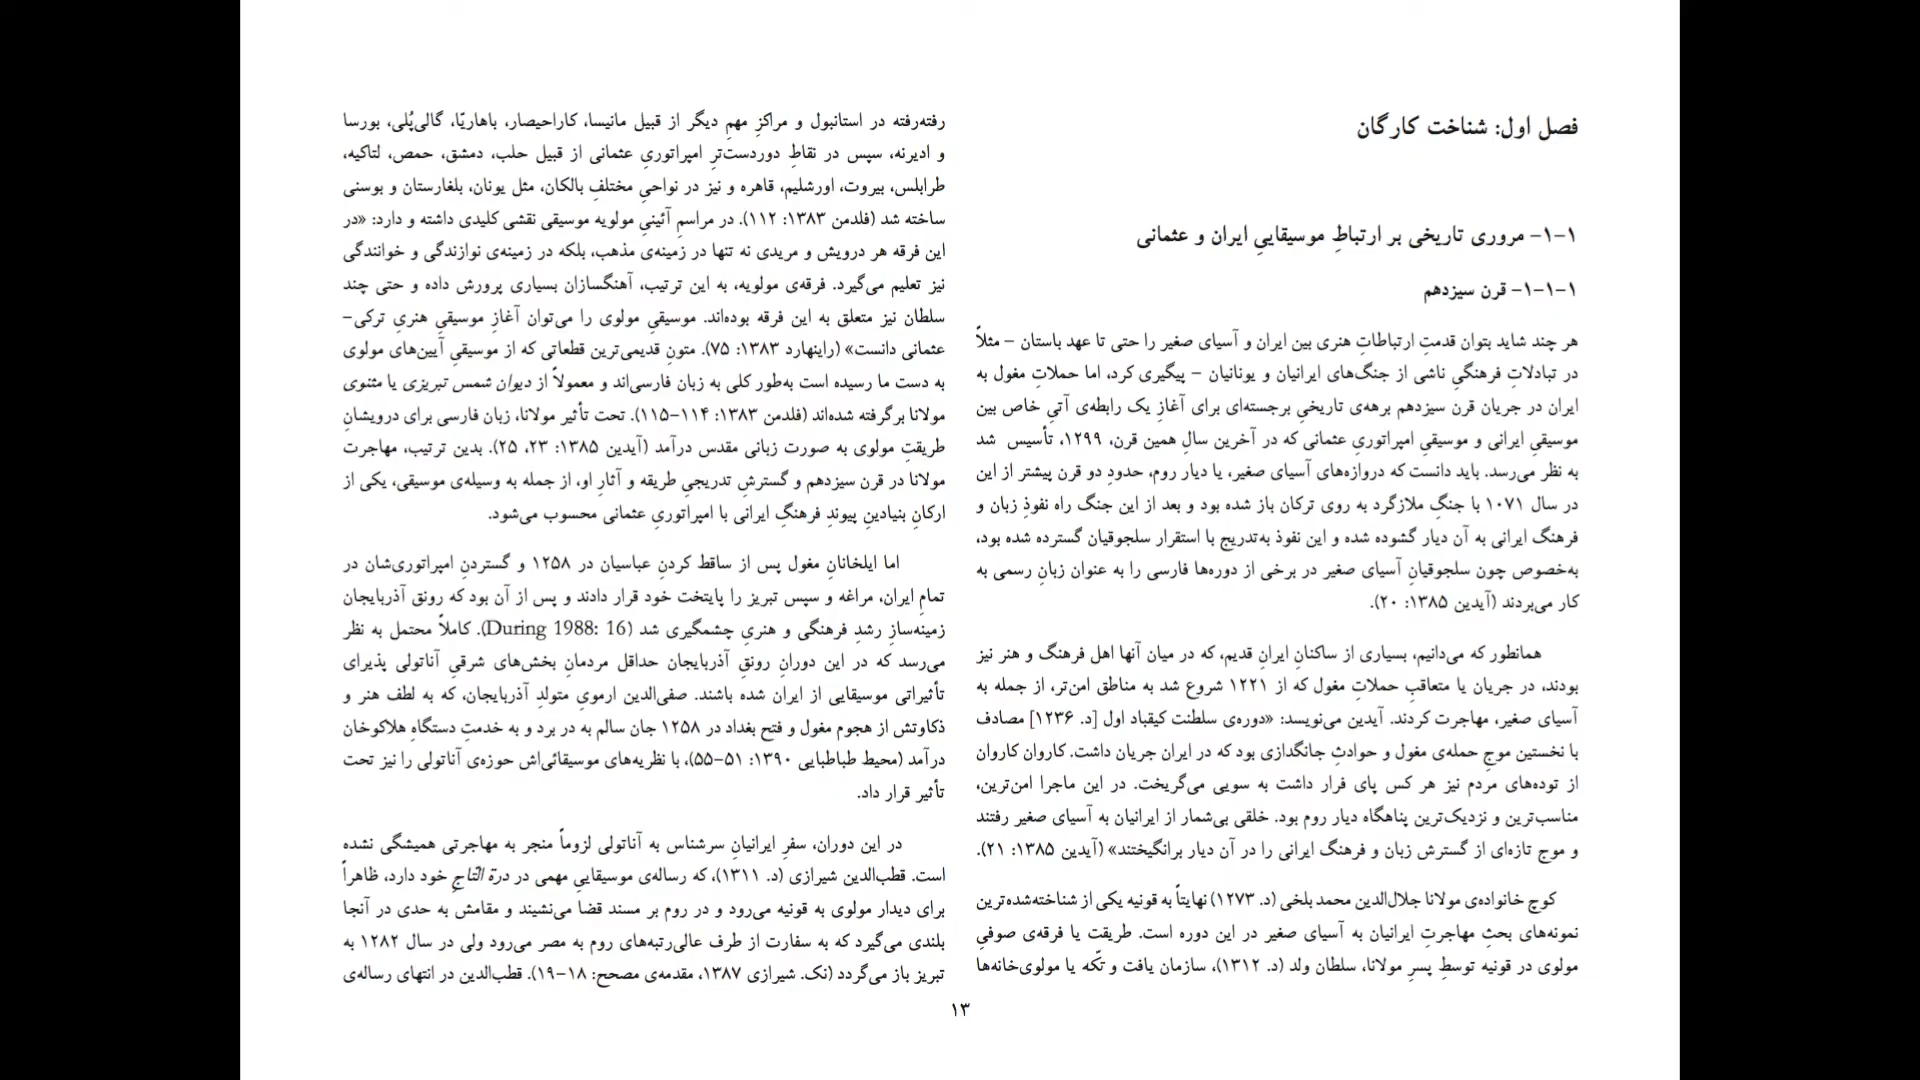 فصل اول: شناخت کارگان
۱-۱- مروری تاریخی بر ارتباطِ موسیقاییِ ایران و عثمانی
۱-۱-۱- قرن سیزدهم
هر چند شاید بتوان قدمتِ ارتباطاتِ هنری بین ایران و آسیای صغیر را حتی تا عهد باستان – مثلاً
در تبادلاتِ فرهنگیِ ناشی از جنگ‌های ایرانیان و یونانیان – پیگیری کرد، اما حملاتِ مغول به
ایران در جریان قرن سیزدهم برهه‌ی تاریخیِ برجسته‌ای برای آغازِ یک رابطه‌ی آتیِ خاص بین
موسیقیِ ایرانی و موسیقیِ امپراتوریِ عثمانی که در آخرین سالِ همین قرن، ۱۲۹۹، تأسیس شد
به نظر می‌رسد. باید دانست که دروازه‌های آسیای صغیر، یا دیار روم، حدودِ دو قرن پیشتر از این
در سال ۱۰۷۱ با جنگِ ملازگرد به روی ترکان باز شده بود و بعد از این جنگ راه نفوذِ زبان و
فرهنگ ایرانی به آن دیار گشوده شده و این نفوذ به‌تدریج با استقرار سلجوقیان گسترده شده بود،
به‌خصوص چون سلجوقیانِ آسیای صغیر در برخی از دوره‌ها فارسی را به عنوان زبانِ رسمی به
کار می‌بردند (آیدین ۱۳۸۵: ۲۰).
همانطور که می‌دانیم، بسیاری از ساکنانِ ایرانِ قدیم، که در میان آنها اهل فرهنگ و هنر نیز
بودند، در جریان یا متعاقبِ حملاتِ مغول که از ۱۲۲۱ شروع شد به مناطق امن‌تر، از جمله به
آسیای صغیر، مهاجرت کردند. آیدین می‌نویسد: «دوره‌ی سلطنت کیقباد اول [د. ۱۲۳۶] مصادف
با نخستین موجِ حمله‌ی مغول و حوادثِ جانگدازی بود که در ایران جریان داشت. کاروان کاروان
از توده‌های مردم نیز هر کس پای فرار داشت به سویی می‌گریخت. در این ماجرا امن‌ترین،
مناسب‌ترین و نزدیک‌ترین پناهگاه دیار روم بود. خلقی بی‌شمار از ایرانیان به آسیای صغیر رفتند
و موج تازه‌ای از گسترش زبان و فرهنگ ایرانی را در آن دیار برانگیختند» (آیدین ۱۳۸۵: ۲۱).
کوچِ خانواده‌ی مولانا جلال‌الدین محمد بلخی (د. ۱۲۷۳) نهایتاً به قونیه یکی از شناخته‌شده‌ترین
نمونه‌های بحثِ مهاجرتِ ایرانیان به آسیای صغیر در این دوره است. طریقت یا فرقه‌ی صوفیِ
مولوی در قونیه توسطِ پسرِ مولانا، سلطان ولد (د. ۱۳۱۲)، سازمان یافت و تکّه یا مولوی‌خانه‌ها
رفته‌رفته در استانبول و مراکزِ مهمِ دیگر از قبیل مانیسا، کاراحیصار، باهاریّا، گالی‌پُلی، بورسا
و ادیرنه، سپس در نقاطِ دوردست‌ترِ امپراتوریِ عثمانی از قبیل حلب، دمشق، حمص، لتاکیه،
طرابلس، بیروت، اورشلیم، قاهره و نیز در نواحیِ مختلفِ بالکان، مثل یونان، بلغارستان و بوسنی
ساخته شد (فلدمن ۱۳۸۳: ۱۱۲). در مراسمِ آئینیِ مولویه موسیقی نقشی کلیدی داشته و دارد: «در
این فرقه هر درویش و مریدی نه تنها در زمینه‌ی مذهب، بلکه در زمینه‌ی نوازندگی و خوانندگی
نیز تعلیم می‌گیرد. فرقه‌ی مولویه، به این ترتیب، آهنگسازان بسیاری پرورش داده و حتی چند
سلطان نیز متعلق به این فرقه بوده‌اند. موسیقیِ مولوی را می‌توان آغازِ موسیقیِ هنریِ ترکی-
عثمانی دانست» (راینهارد ۱۳۸۳: ۷۵). متونِ قدیمی‌ترین قطعاتی که از موسیقیِ آیین‌های مولوی
به دست ما رسیده است به‌طور کلی به زبان فارسی‌اند و معمولاً از دیوان شمس تبریزی یا مثنوی
مولانا برگرفته شده‌اند (فلدمن ۱۳۸۳: ۱۱۴-۱۱۵). تحت تأثیر مولانا، زبان فارسی برای درویشانِ
طریقتِ مولوی به صورت زبانی مقدس درآمد (آیدین ۱۳۸۵: ۲۳، ۲۵). بدین ترتیب، مهاجرت
مولانا در قرن سیزدهم و گسترشِ تدریجیِ طریقه و آثارِ او، از جمله به وسیله‌ی موسیقی، یکی از
ارکانِ بنیادینِ پیوندِ فرهنگِ ایرانی با امپراتوریِ عثمانی محسوب می‌شود.
اما ایلخانانِ مغول پس از ساقط کردنِ عباسیان در ۱۲۵۸ و گستردنِ امپراتوری‌شان در
تمامِ ایران، مراغه و سپس تبریز را پایتخت خود قرار دادند و پس از آن بود که رونق آذربایجان
زمینه‌سازِ رشدِ فرهنگی و هنریِ چشمگیری شد (During 1988: 16). کاملاً محتمل به نظر
می‌رسد که در این دورانِ رونقِ آذربایجان حداقل مردمانِ بخش‌های شرقیِ آناتولی پذیرای
تأثیراتی موسیقایی از ایران شده باشند. صفی‌الدین ارمویِ متولدِ آذربایجان، که به لطف هنر و
ذکاوتش از هجوم مغول و فتح بغداد در ۱۲۵۸ جان سالم به در برد و به خدمتِ دستگاهِ هلاکوخان
درآمد (محیط طباطبایی ۱۳۹۰: ۵۱-۵۵)، با نظریه‌های موسیقائی‌اش حوزه‌ی آناتولی را نیز تحت
تأثیر قرار داد.
در این دوران، سفرِ ایرانیانِ سرشناس به آناتولی لزوماً منجر به مهاجرتی همیشگی نشده
است. قطب‌الدین شیرازی (د. ۱۳۱۱)، که رساله‌ی موسیقاییِ مهمی در درة التّاجِ خود دارد، ظاهراً
برای دیدار مولوی به قونیه می‌رود و در روم بر مسند قضا می‌نشیند و مقامش به حدی در آنجا
بلندی می‌گیرد که به سفارت از طرف عالی‌رتبه‌های روم به مصر می‌رود ولی در سال ۱۲۸۲ به
تبریز باز می‌گردد (نک. شیرازی ۱۳۸۷، مقدمه‌ی مصحح: ۱۸-۱۹). قطب‌الدین در انتهای رساله‌ی
۱۳